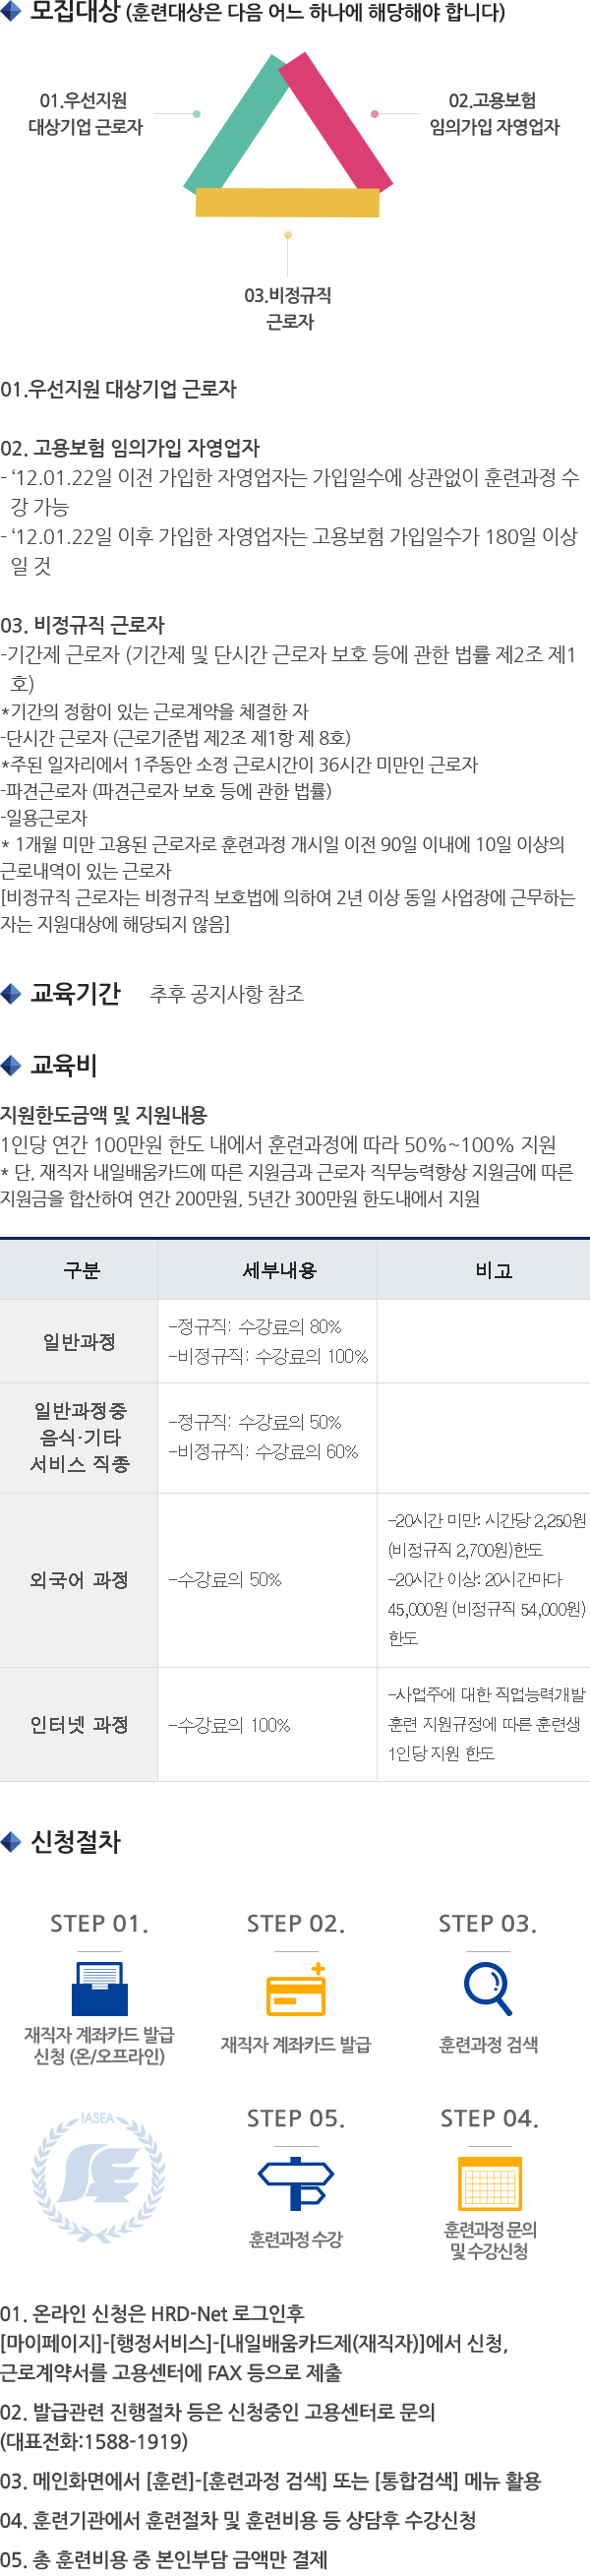 모집대상 (훈련대상은 다음 어느 하나에 해당해야 합니다)
01.우선지원
대상기업 근로자
02.고용보험
임의가입 자영업자
03.비정규직
근로자
01.우선지원 대상기업 근로자
02. 고용보험 임의가입 자영업자
- ‘12.01.22일 이전 가입한 자영업자는 가입일수에 상관없이 훈련과정 수
강 가능
- ‘12.01.22일 이후 가입한 자영업자는 고용보험 가입일수가 180일 이상
일 것
03. 비정규직 근로자
-기간제 근로자 (기간제 및 단시간 근로자 보호 등에 관한 법률 제2조 제1
호)
*기간의 정함이 있는 근로계약을 체결한 자
-단시간 근로자 (근로기준법 제2조 제1항 제 8호)
*주된 일자리에서 1주동안 소정 근로시간이 36시간 미만인 근로자
-파견근로자 (파견근로자 보호 등에 관한 법률)
-일용근로자
* 1개월 미만 고용된 근로자로 훈련과정 개시일 이전 90일 이내에 10일 이상의
근로내역이 있는 근로자
[비정규직 근로자는 비정규직 보호법에 의하여 2년 이상 동일 사업장에 근무하는
자는 지원대상에 해당되지 않음]
교육기간 추후 공지사항 참조
교육비
지원한도금액 및 지원내용
1인당 연간 100만원 한도 내에서 훈련과정에 따라 50%~100% 지원
* 단, 재직자 내일배움카드에 따른 지원금과 근로자 직무능력향상 지원금에 따른
지원금을 합산하여 연간 200만원, 5년간 300만원 한도내에서 지원
구분 세부내용 비고
일반과정
-정규직: 수강료의 80%
-비정규직: 수강료의 100%
일반과정중
음식·기타
서비스 직종
-정규직: 수강료의 50%
-비정규직: 수강료의 60%
외국어 과정
-수강료의 50%
-20시간 미만: 시간당 2,250원
(비정규직 2,700원)한도
-20시간 이상: 20시간마다
45,000원 (비정규직 54,000원)
한도
인터넷 과정
-수강료의 100%
-사업주에 대한 직업능력개발
훈련 지원규정에 따른 훈련생
1인당 지원 한도
신청절차
STEP 01.
재직자 계좌카드 발급
신청 (온/오프라인)
STEP 02.
재직자 계좌카드 발급
STEP 03.
훈련과정 검색
IASEA
STEP 05.
훈련과정 수강
STEP 04.
훈련과정 문의
및 수강신청
01. 온라인 신청은 HRD-Net 로그인후
[마이페이지]-[행정서비스]-[내일배움카드제(재직자)]에서 신청,
근로계약서를 고용센터에 FAX 등으로 제출
02. 발급관련 진행절차 등은 신청중인 고용센터로 문의
(대표전화:1588-1919)
03. 메인화면에서 [훈련]-[훈련과정 검색] 또는 [통합검색] 메뉴 활용
04. 훈련기관에서 훈련절차 및 훈련비용 등 상담후 수강신청
05. 총 훈련비용 중 본인부담 금액만 결제